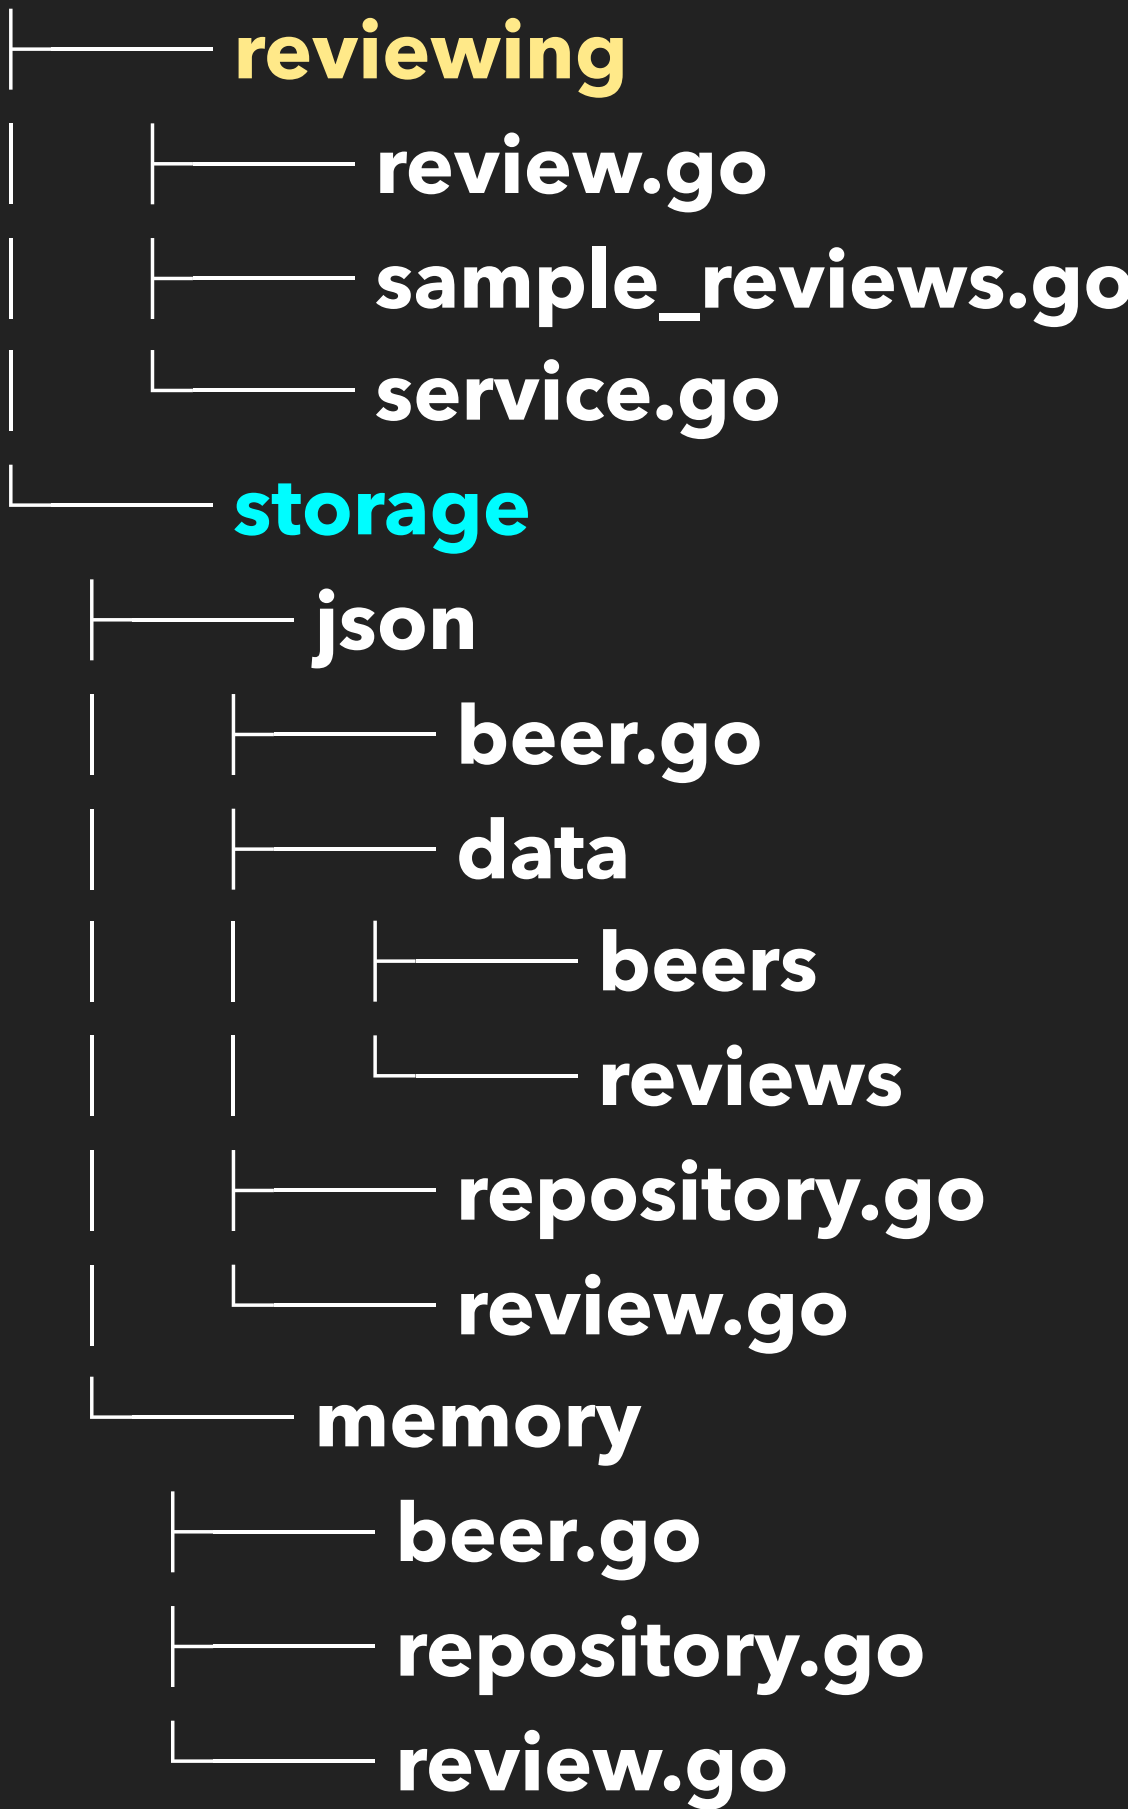 ├── reviewing
│   ├── review.go
│   ├── sample_reviews.go
│   └── service.go
└── storage
    ├── json
    │   ├── beer.go
    │   ├── data
    │   │   ├── beers
    │   │   └── reviews
    │   ├── repository.go
    │   └── review.go
    └── memory
        ├── beer.go
        ├── repository.go
        └── review.go